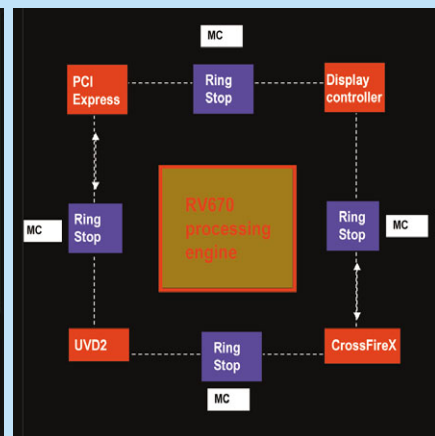 MC
PCI
Express
Ring
Stop
Display
controller
RV670
processing
engine
MC
Ring
Stop
Ring
Stop
MC
UVD2
Ring
Stop
CrossFireX
MC